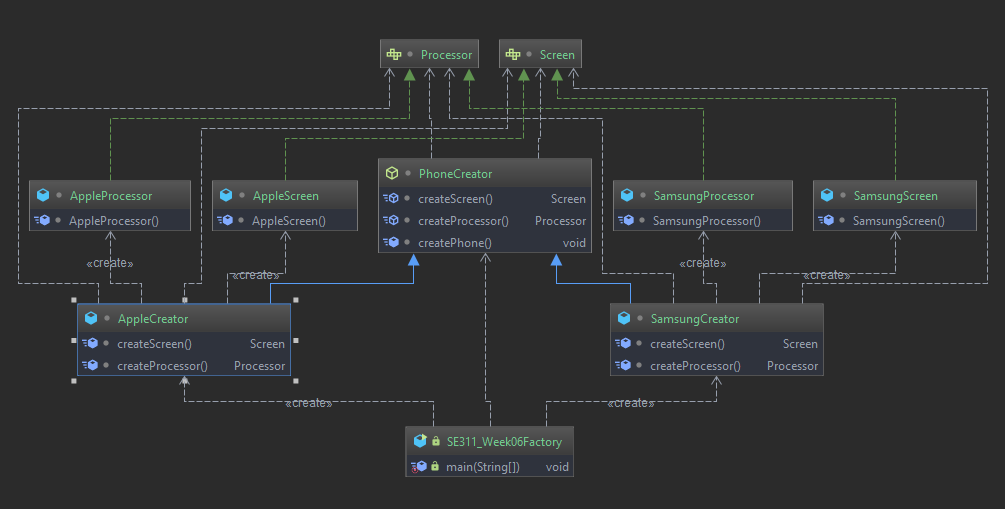 Processor
Screen
AppleProcessor
AppleProcessor()
AppleScreen
AppleScreen()
PhoneCreator
createScreen() Screen
createProcessor() Processor
createPhone() void
SamsungProcessor
SamsungProcessor()
SamsungScreen
SamsungScreen()
«create»
«create»
«create»
«create»
AppleCreator
createScreen() Screen
createProcessor() Processor
SamsungCreator
createScreen() Screen
createProcessor() Processor
«create»
«create»
SE311_Week06Factory
main(String[]) void